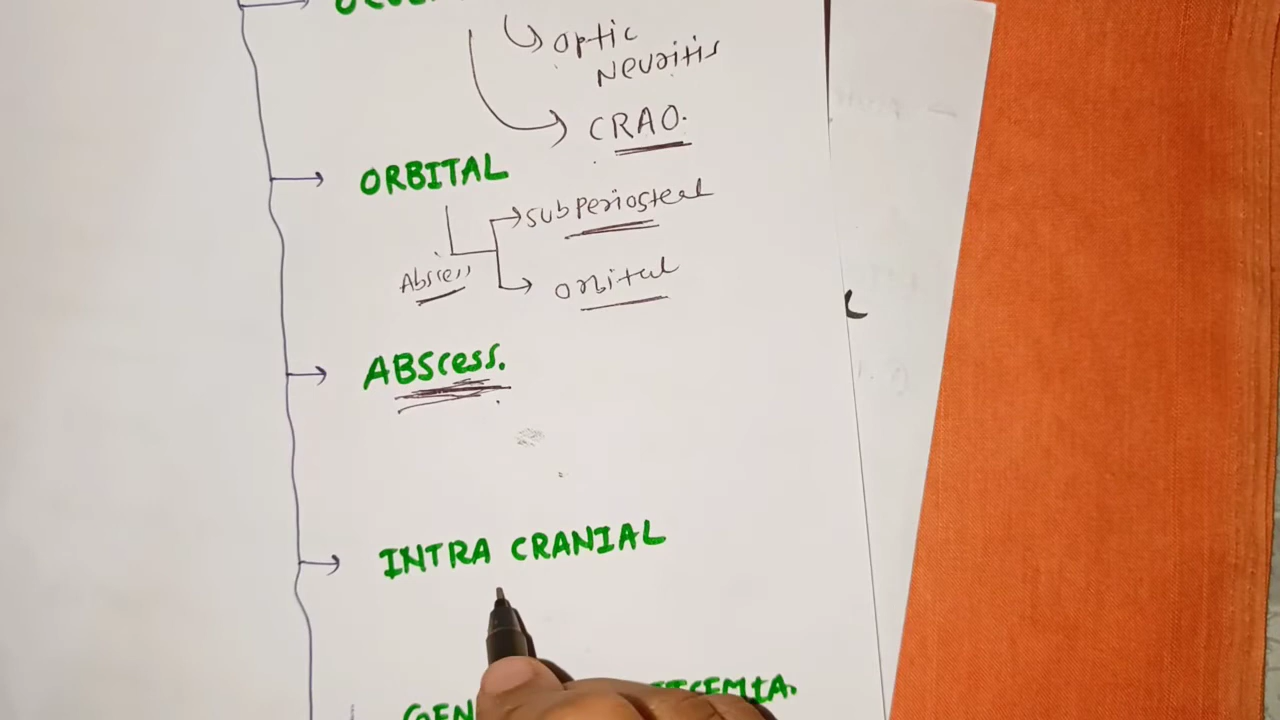 optic
Neuritis
CRAO.
ORBITAL
subperiosteal
Abscess
orbital
ABScess.
INTRA CRANIAL